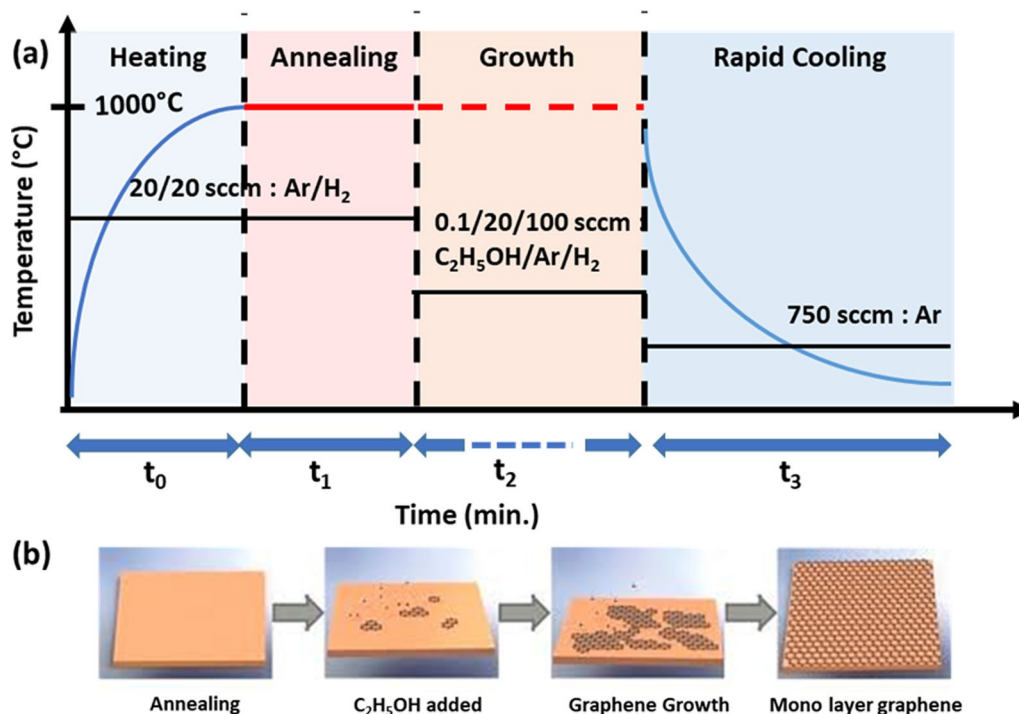 (a)
Heating
Annealing
Growth
Rapid Cooling
1000°C
Temperature (°C)
20/20 sccm : Ar/H₂
0.1/20/100 sccm :
C₂H₅OH/Ar/H₂
750 sccm : Ar
t₀
t₁
t₂
t₃
Time (min.)
(b)
Annealing
C₂H₅OH added
Graphene Growth
Mono layer graphene